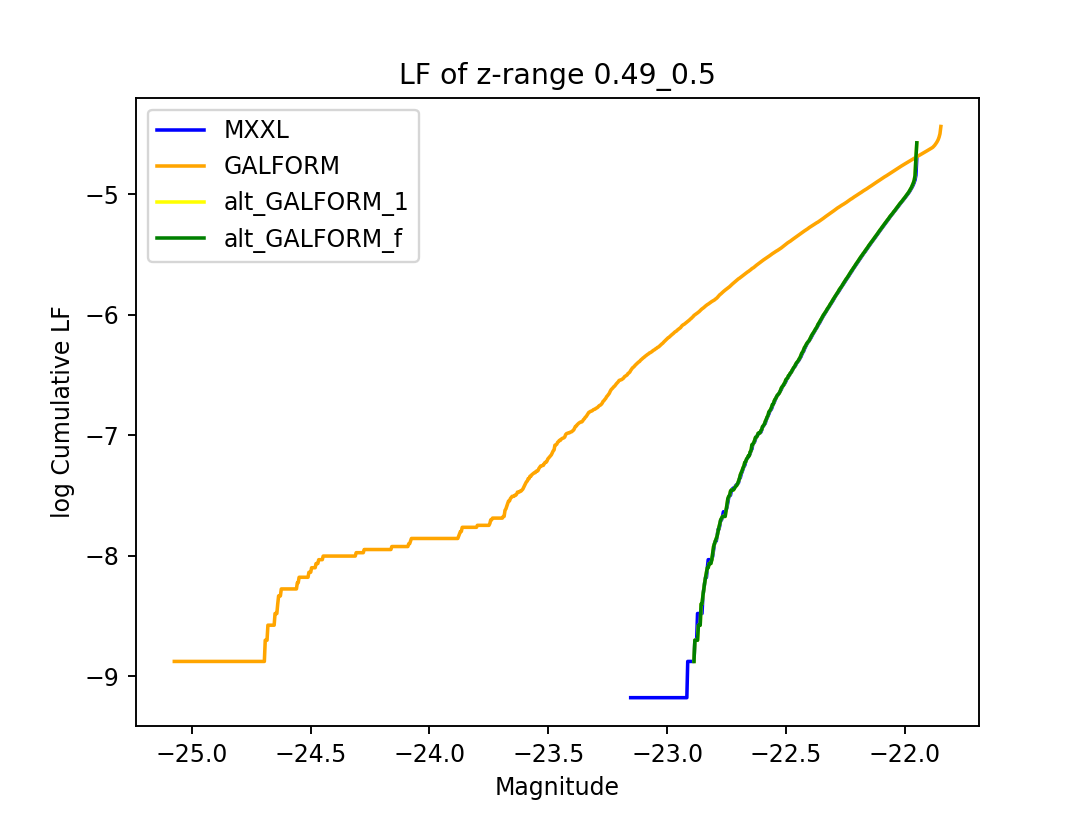 LF of z-range 0.49_0.5
MXXL
GALFORM
alt_GALFORM_1
alt_GALFORM_f
log Cumulative LF
−5
−6
−7
−8
−9
−25.0 −24.5 −24.0 −23.5 −23.0 −22.5 −22.0
Magnitude